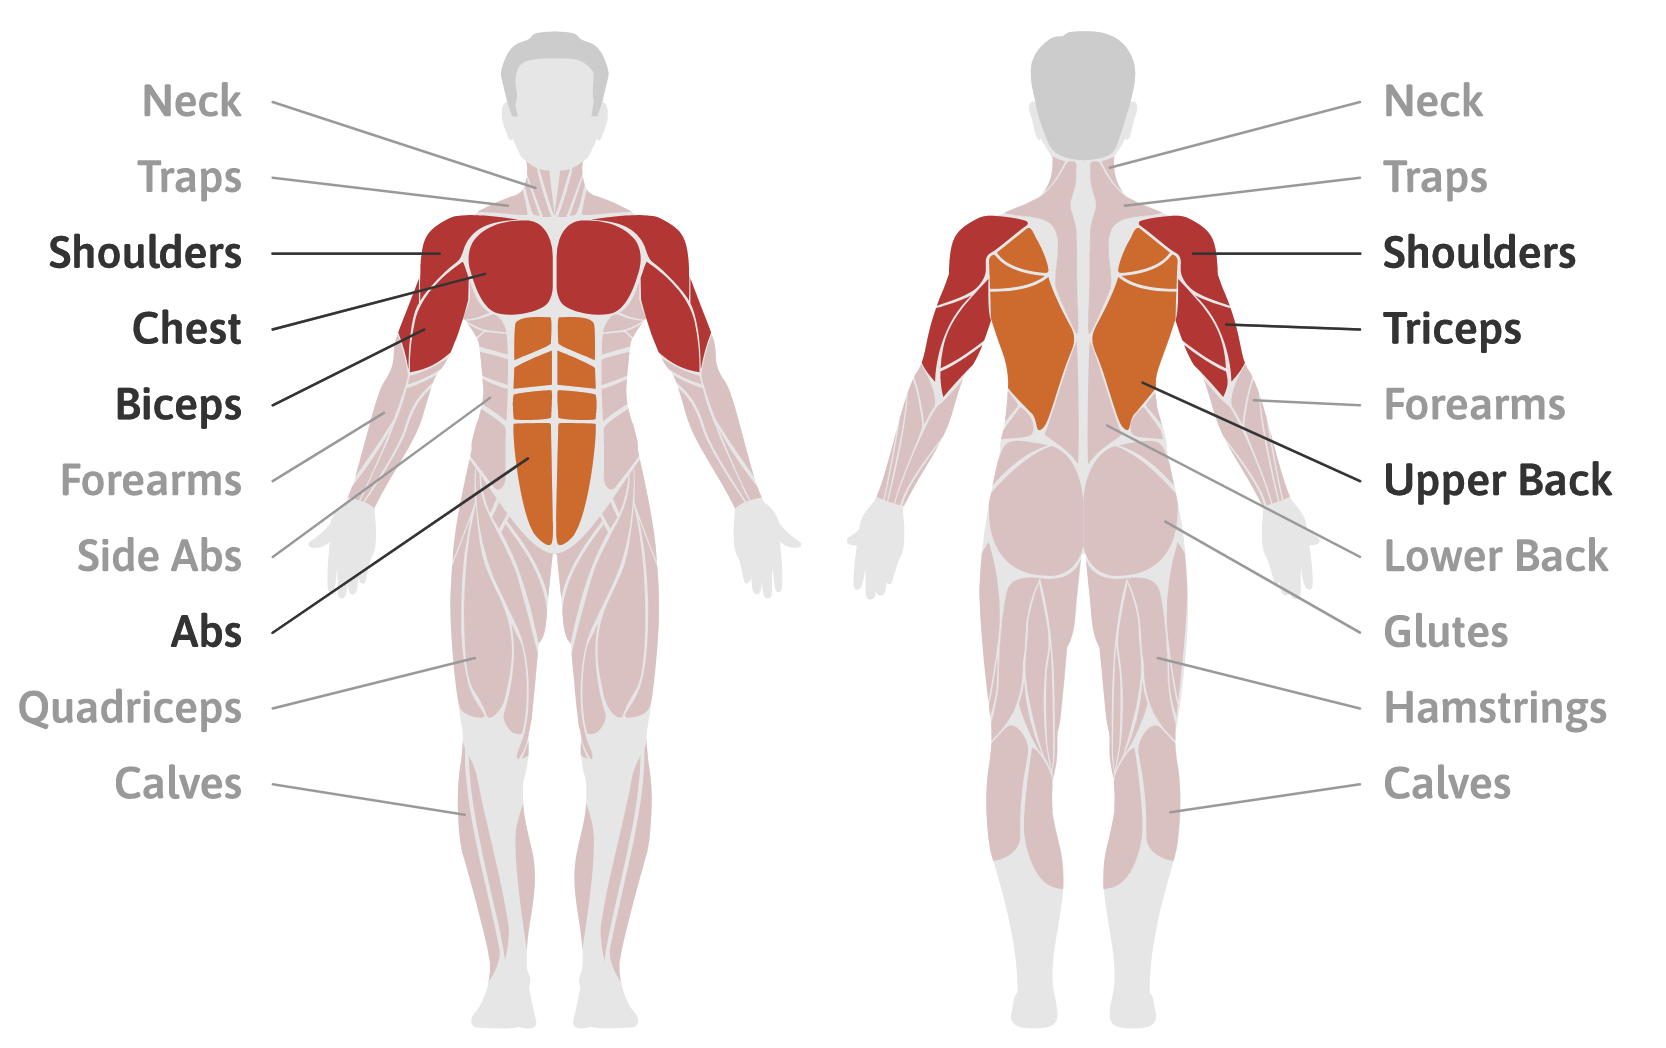 Neck
Traps
Shoulders
Chest
Biceps
Forearms
Side Abs
Abs
Quadriceps
Calves
Neck
Traps
Shoulders
Triceps
Forearms
Upper Back
Lower Back
Glutes
Hamstrings
Calves